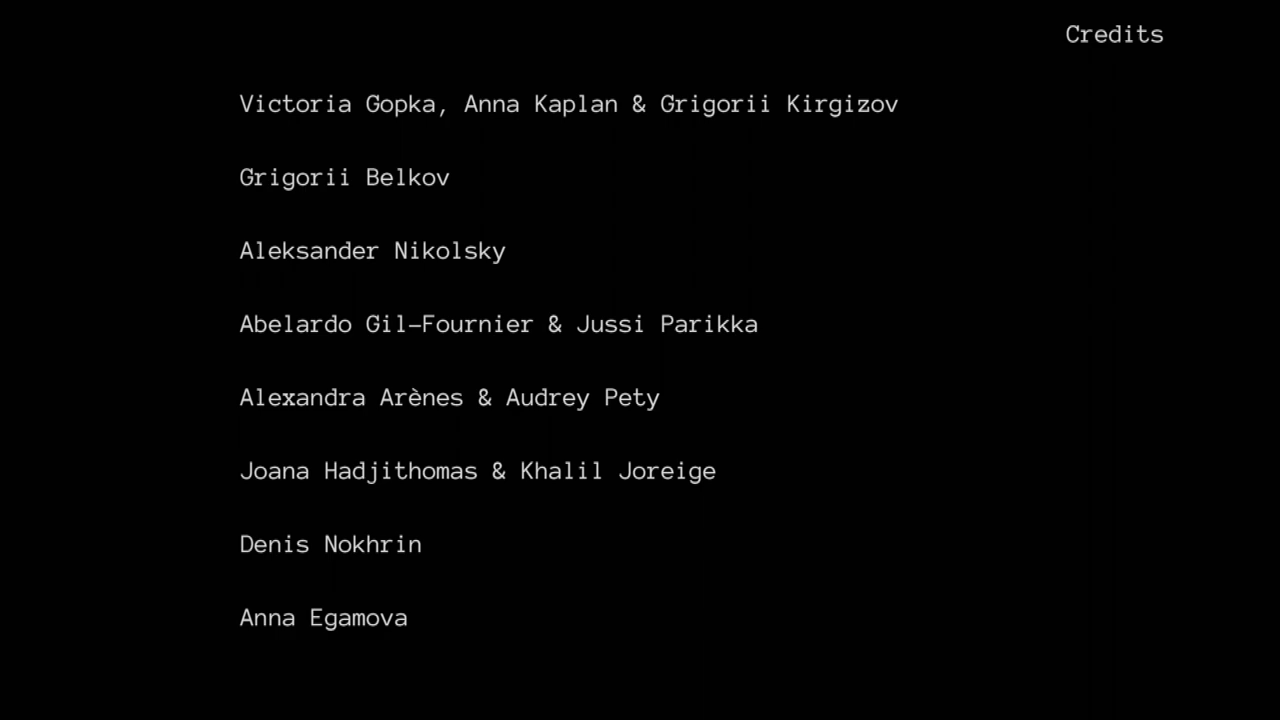 Credits
Victoria Gopka, Anna Kaplan & Grigorii Kirgizov
Grigorii Belkov
Aleksander Nikolsky
Abelardo Gil-Fournier & Jussi Parikka
Alexandra Arènes & Audrey Pety
Joana Hadjithomas & Khalil Joreige
Denis Nokhrin
Anna Egamova